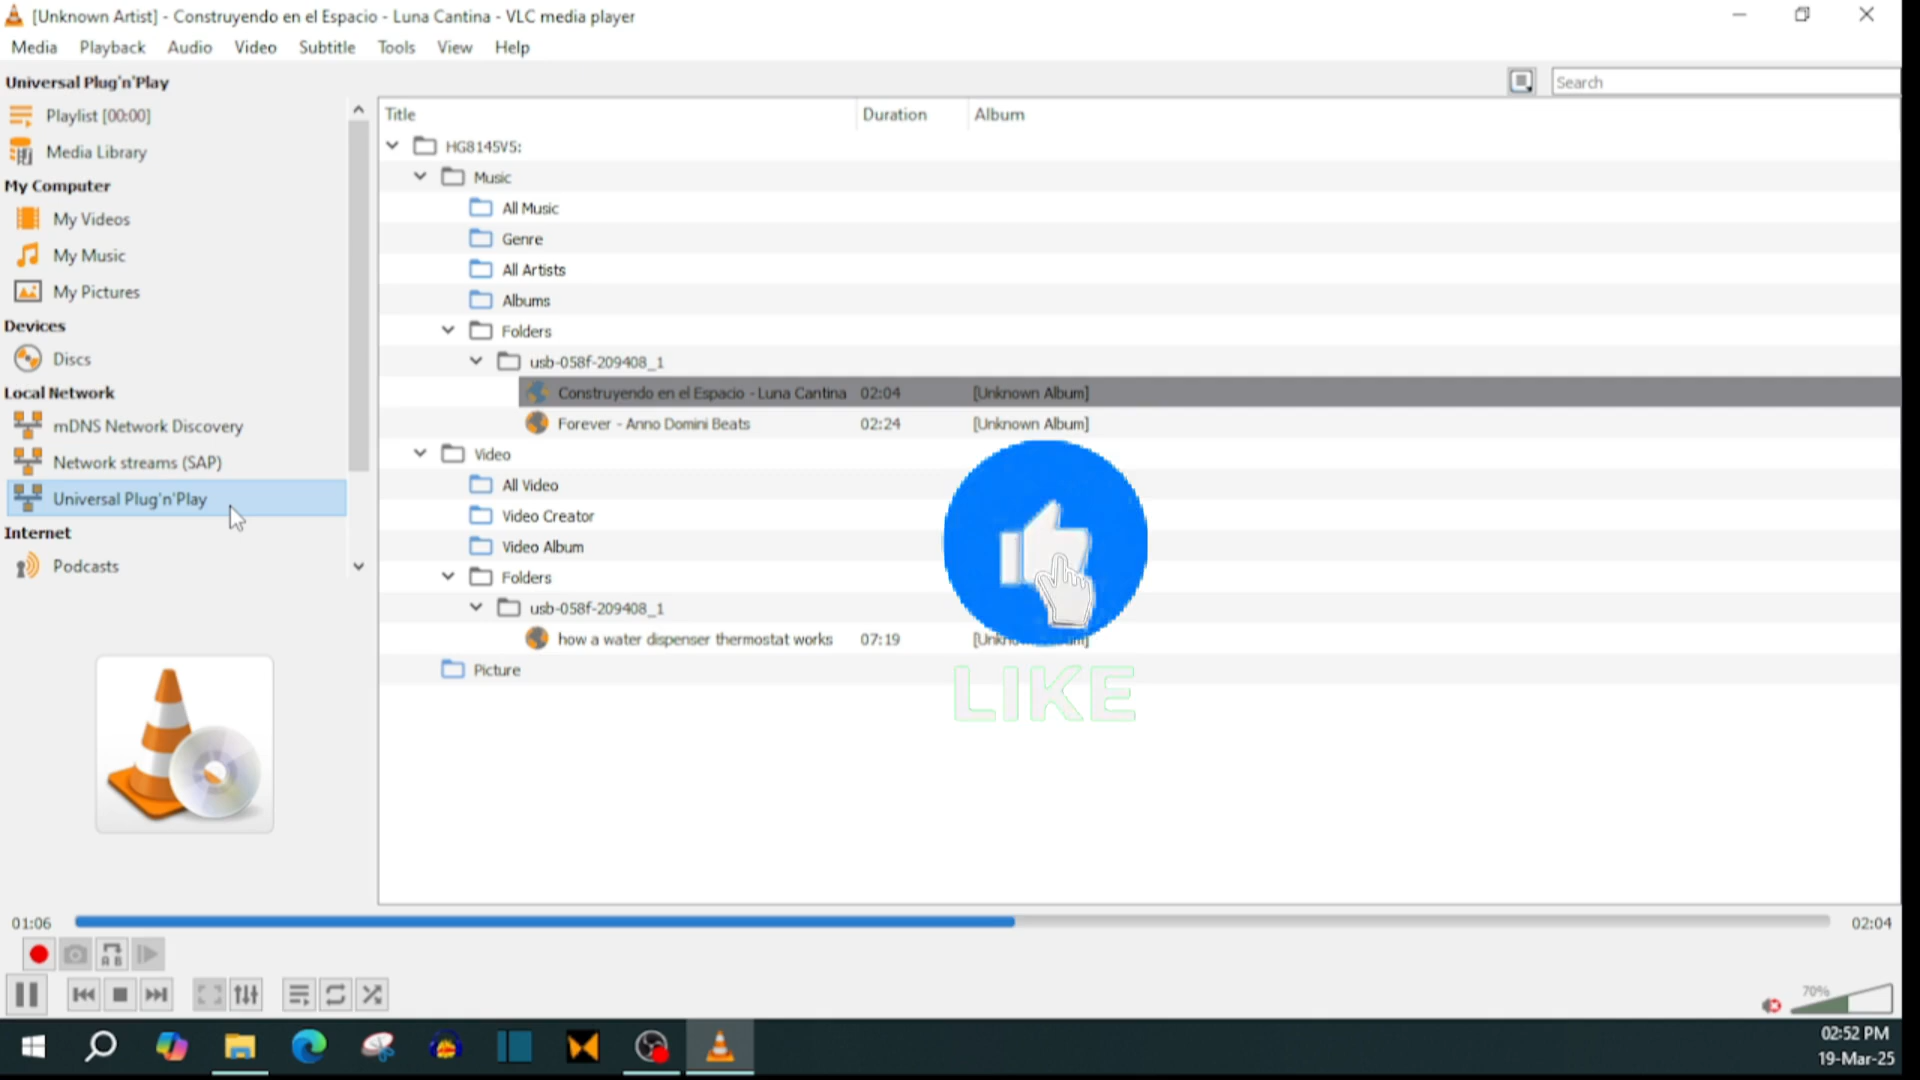 [Unknown Artist] - Construyendo en el Espacio - Luna Cantina - VLC media player
Media Playback Audio Video Subtitle Tools View Help
Universal Plug'n'Play
Search
Playlist [00:00]
Media Library
My Computer
My Videos
My Music
My Pictures
Devices
Discs
Local Network
mDNS Network Discovery
Network streams (SAP)
Universal Plug'n'Play
Internet
Podcasts
Title Duration Album
HG8145V5:
Music
All Music
Genre
All Artists
Albums
Folders
usb-058f-209408_1
Construyendo en el Espacio - Luna Cantina 02:04 [Unknown Album]
Forever - Anno Domini Beats 02:24 [Unknown Album]
Video
All Video
Video Creator
Video Album
Folders
usb-058f-209408_1
how a water dispenser thermostat works 07:19
Picture
LIKE
01:06 02:04
A B
70%
02:52 PM
19-Mar-25